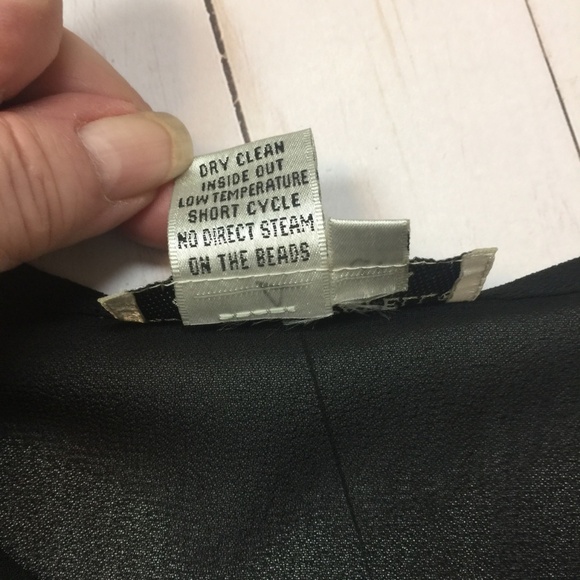 DRY CLEAN
INSIDE OUT
LOW TEMPERATURE
SHORT CYCLE
NO DIRECT STEAM
ON THE BEADS